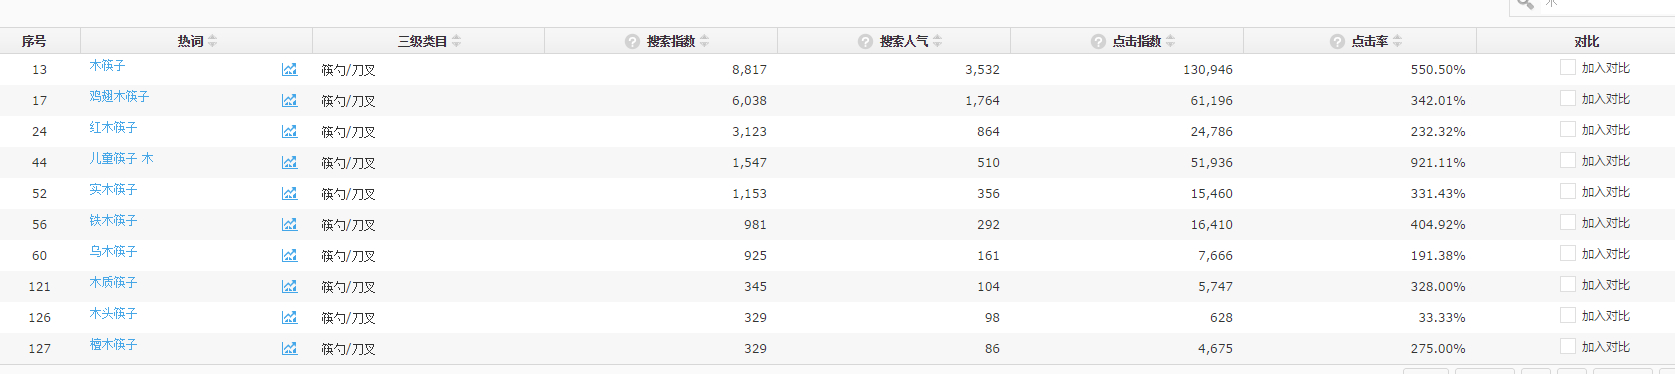 木
序号 热词 三级类目 ? 搜索指数 ? 搜索人气 ? 点击指数 ? 点击率 对比
13 木筷子 筷勺/刀叉 8,817 3,532 130,946 550.50% 加入对比
17 鸡翅木筷子 筷勺/刀叉 6,038 1,764 61,196 342.01% 加入对比
24 红木筷子 筷勺/刀叉 3,123 864 24,786 232.32% 加入对比
44 儿童筷子 木 筷勺/刀叉 1,547 510 51,936 921.11% 加入对比
52 实木筷子 筷勺/刀叉 1,153 356 15,460 331.43% 加入对比
56 铁木筷子 筷勺/刀叉 981 292 16,410 404.92% 加入对比
60 乌木筷子 筷勺/刀叉 925 161 7,666 191.38% 加入对比
121 木质筷子 筷勺/刀叉 345 104 5,747 328.00% 加入对比
126 木头筷子 筷勺/刀叉 329 98 628 33.33% 加入对比
127 檀木筷子 筷勺/刀叉 329 86 4,675 275.00% 加入对比